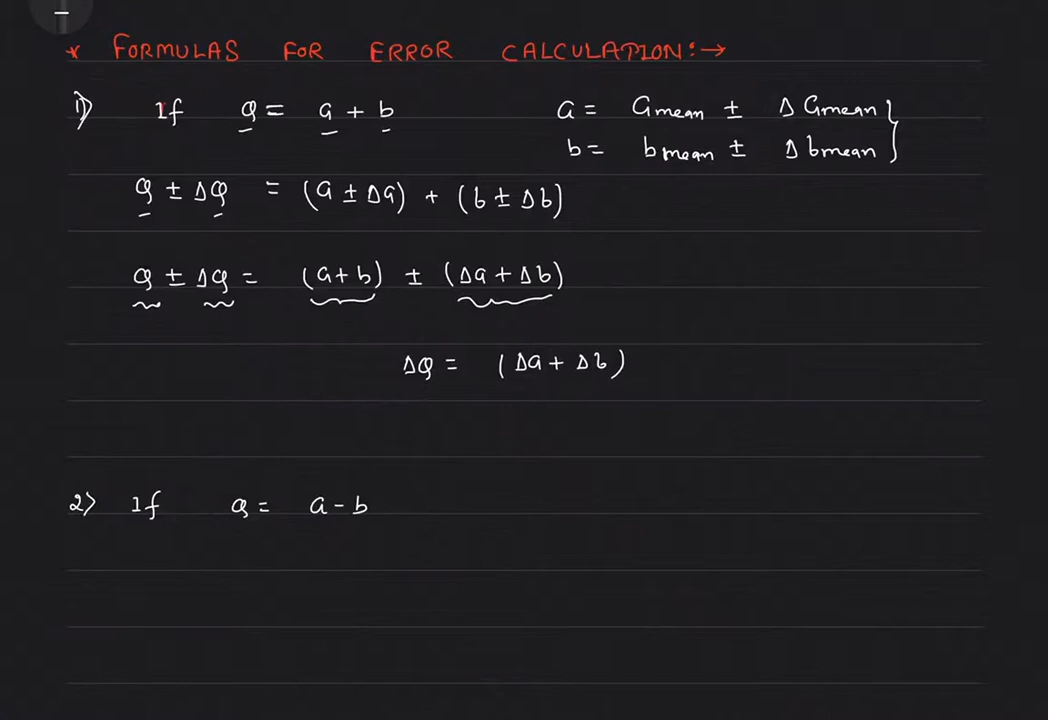 * FORMULAS FOR ERROR CALCULATION:→
1) If Q = a + b a = amean ± Δamean }
b = bmean ± Δbmean
Q ± ΔQ = (a ± Δa) + (b ± Δb)
Q ± ΔQ = (a + b) ± (Δa + Δb)
ΔQ = (Δa + Δb)
2) If Q = a - b